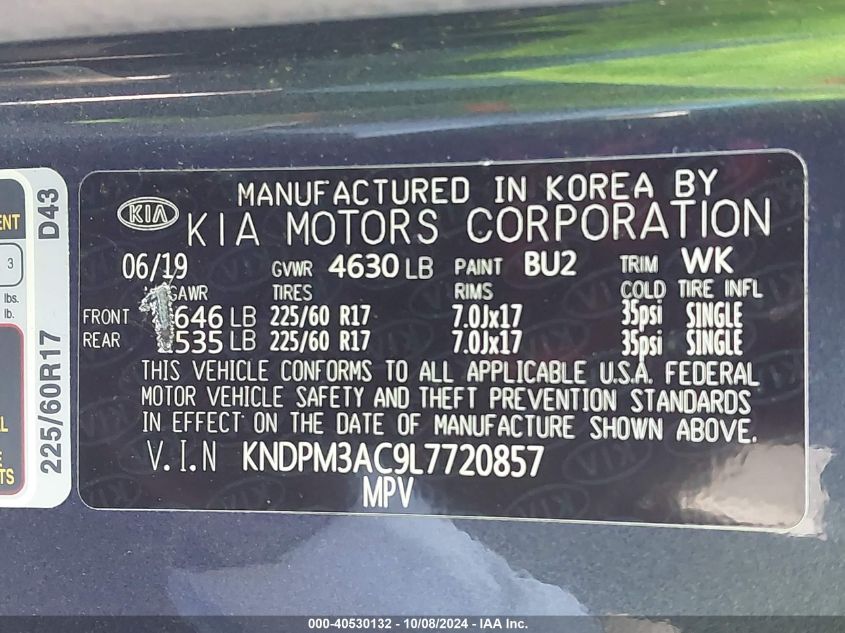 MANUFACTURED IN KOREA BY
KIA KIA MOTORS CORPORATION
06/19 GVWR 4630 LB PAINT BU2 TRIM WK
GAWR TIRES RIMS COLD TIRE INFL
FRONT 646 LB 225/60 R17 7.0Jx17 35psi SINGLE
REAR 535 LB 225/60 R17 7.0Jx17 35psi SINGLE
THIS VEHICLE CONFORMS TO ALL APPLICABLE U.S.A. FEDERAL
MOTOR VEHICLE SAFETY AND THEFT PREVENTION STANDARDS
IN EFFECT ON THE DATE OF MANUFACTURE SHOWN ABOVE.
V.I.N KNDPM3AC9L7720857
MPV
225/60R17 D43
3
lbs.
lb.
000-40530132 - 10/08/2024 - IAA Inc.